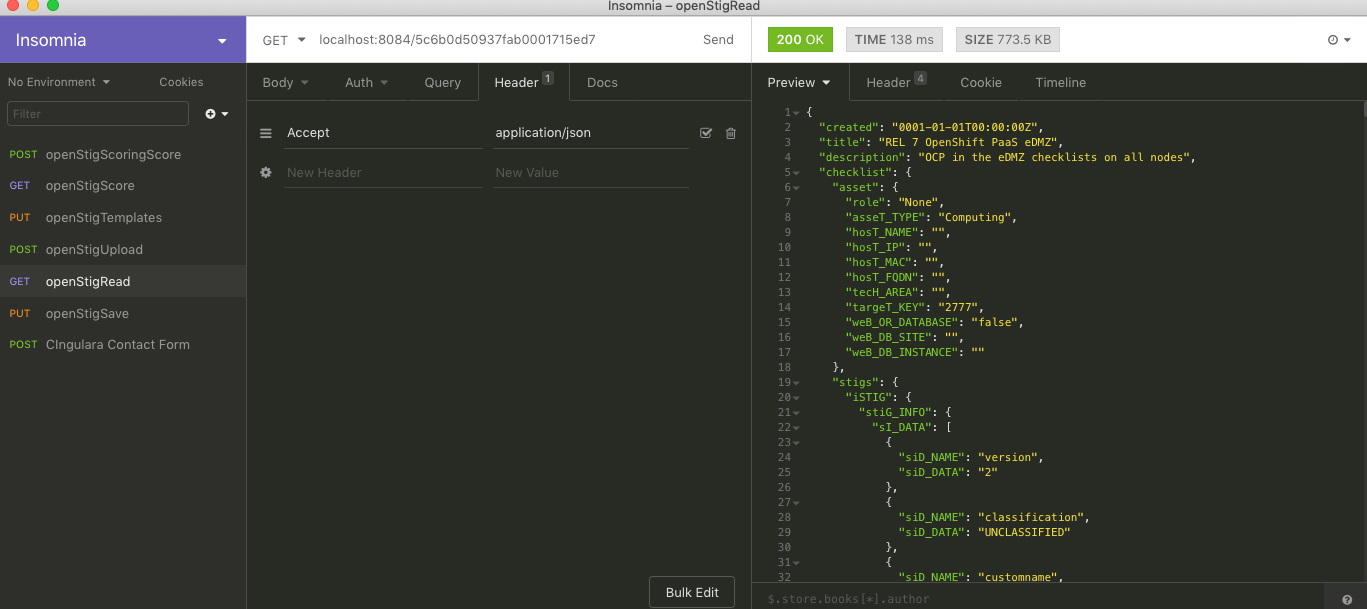 Insomnia – openStigRead
Insomnia
GET localhost:8084/5c6b0d50937fab0001715ed7 Send
200 OK TIME 138 ms SIZE 773.5 KB
No Environment Cookies
Body Auth Query Header 1 Docs
Preview Header 4 Cookie Timeline
Filter
POST openStigScoringScore
GET openStigScore
PUT openStigTemplates
POST openStigUpload
GET openStigRead
PUT openStigSave
POST CIngulara Contact Form
Accept application/json
New Header New Value
Bulk Edit
1 {
2 "created": "0001-01-01T00:00:00Z",
3 "title": "REL 7 OpenShift PaaS eDMZ",
4 "description": "OCP in the eDMZ checklists on all nodes",
5 "checklist": {
6 "asset": {
7 "role": "None",
8 "asseT_TYPE": "Computing",
9 "hosT_NAME": "",
10 "hosT_IP": "",
11 "hosT_MAC": "",
12 "hosT_FQDN": "",
13 "tecH_AREA": "",
14 "targeT_KEY": "2777",
15 "weB_OR_DATABASE": "false",
16 "weB_DB_SITE": "",
17 "weB_DB_INSTANCE": ""
18 },
19 "stigs": {
20 "iSTIG": {
21 "stiG_INFO": {
22 "sI_DATA": [
23 {
24 "siD_NAME": "version",
25 "siD_DATA": "2"
26 },
27 {
28 "siD_NAME": "classification",
29 "siD_DATA": "UNCLASSIFIED"
30 },
31 {
32 "siD_NAME": "customname",
$.store.books[*].author